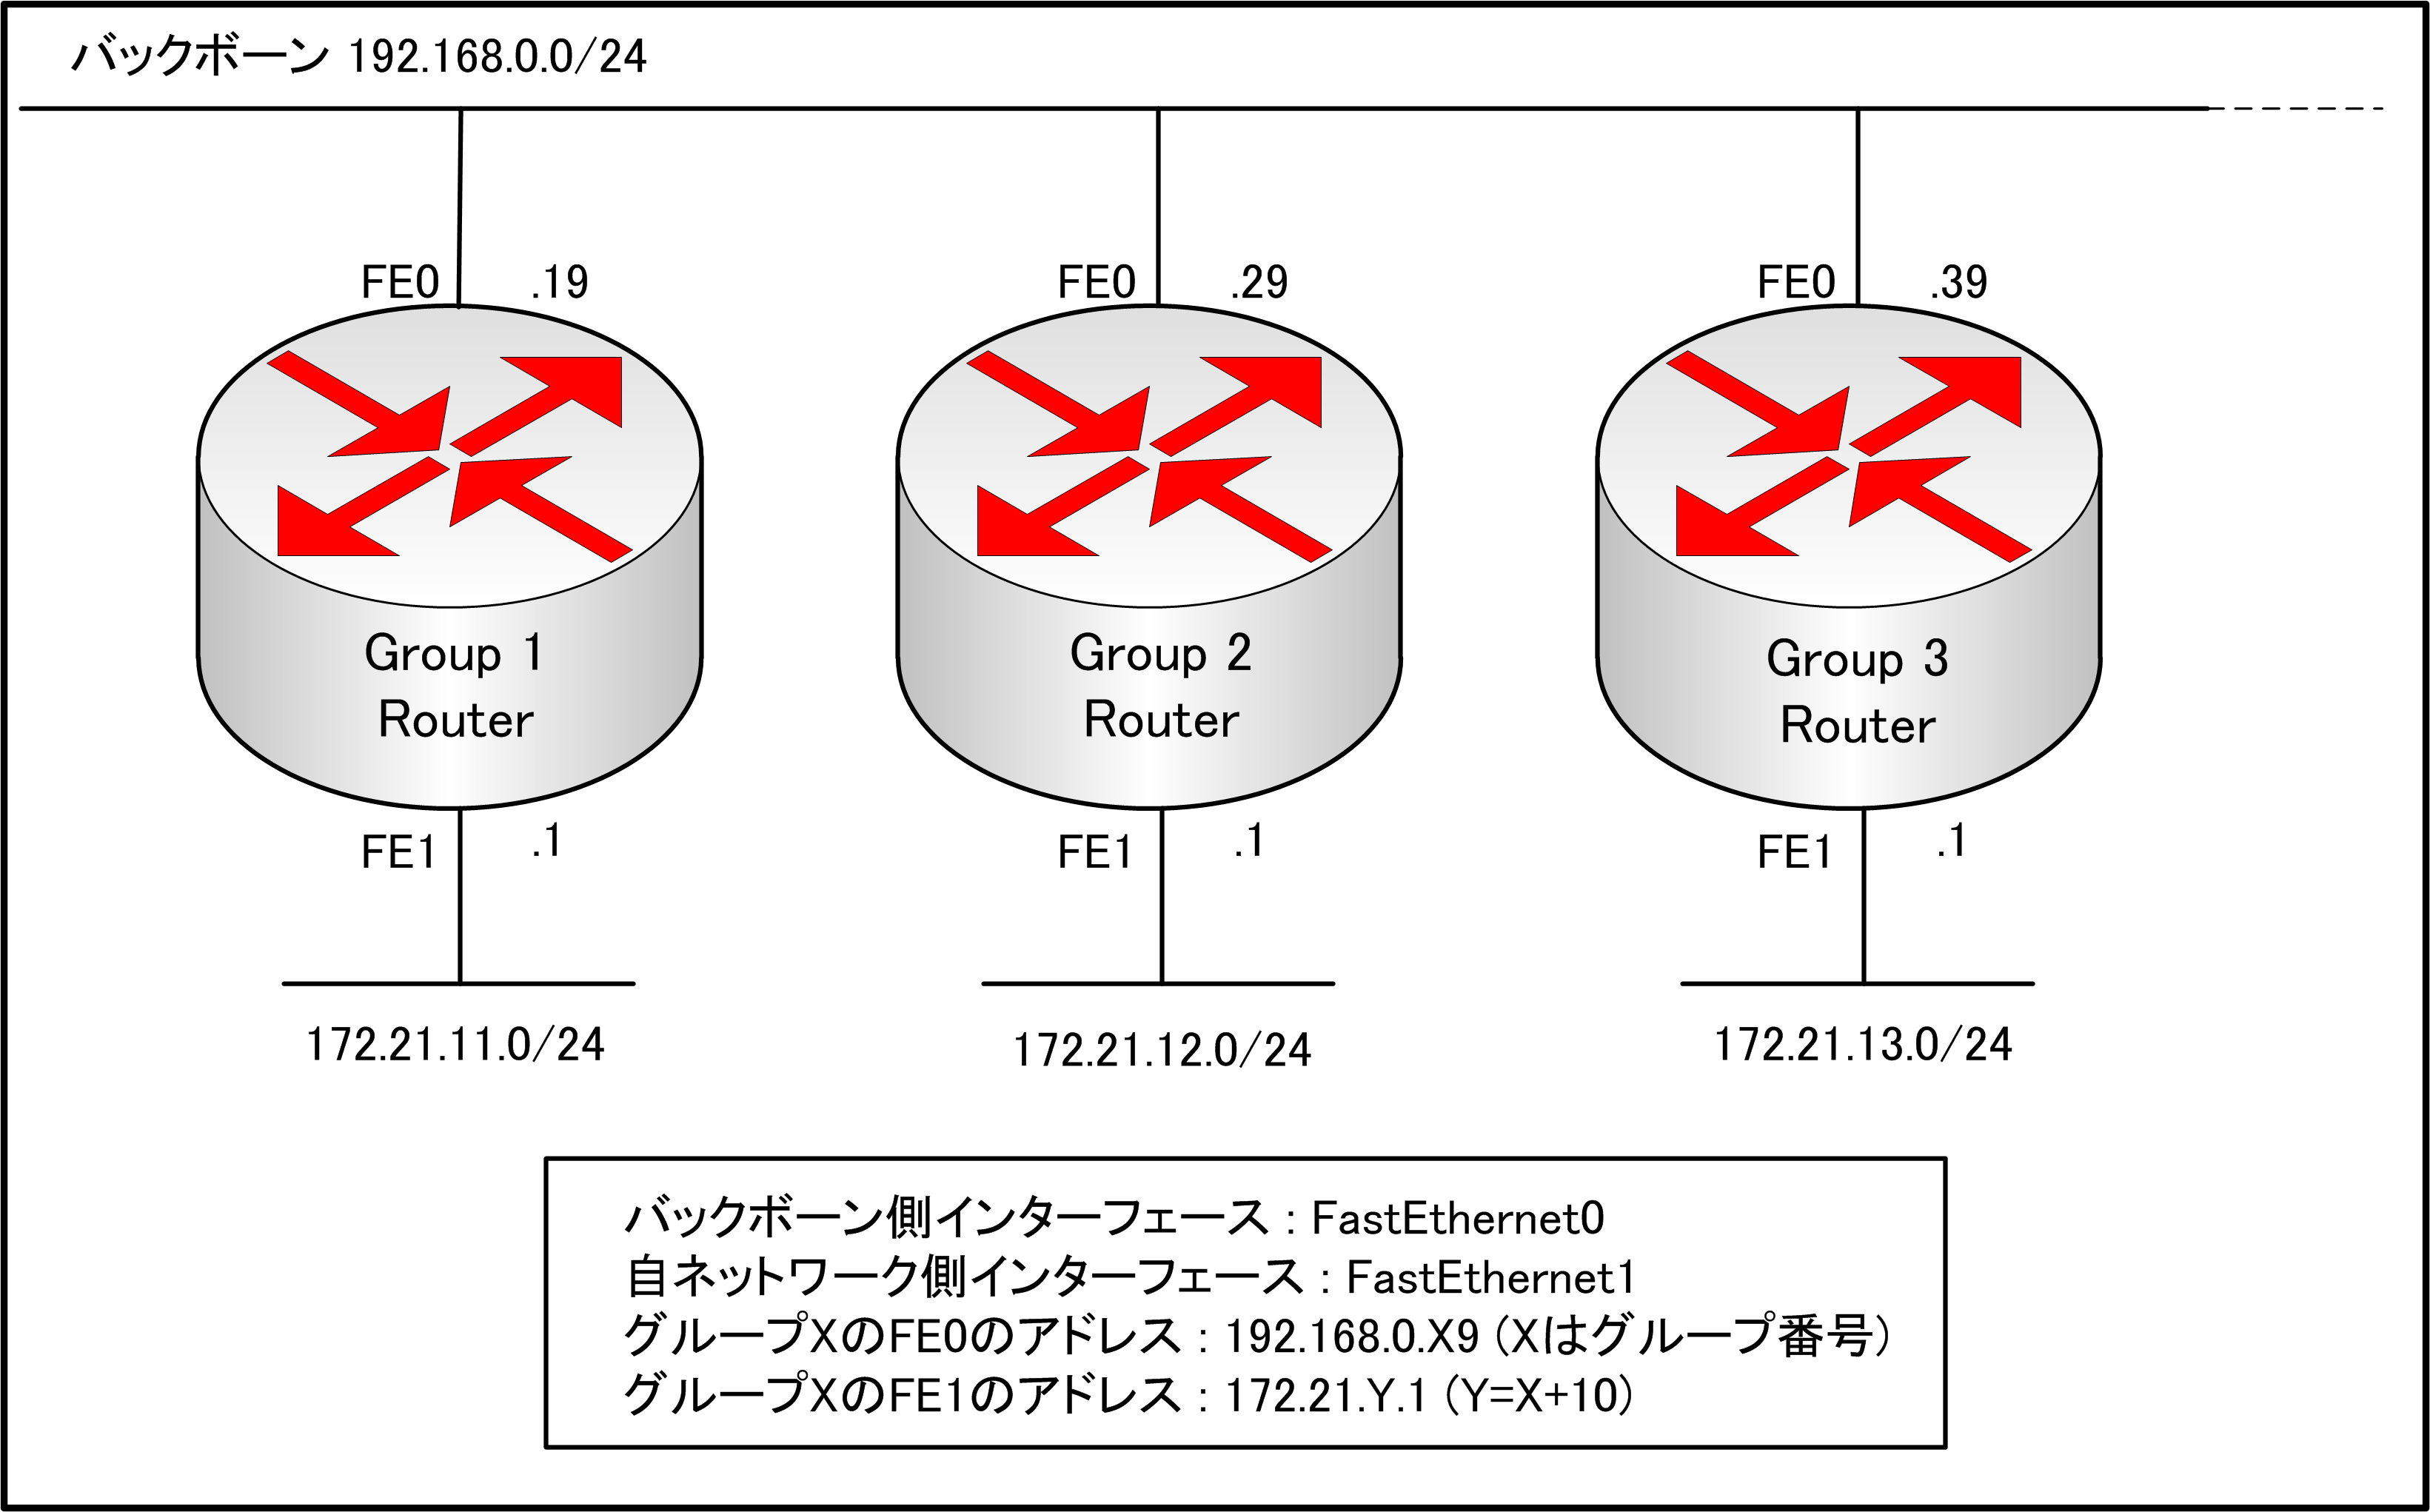 バックボーン 192.168.0.0/24
FE0 .19
FE0 .29
FE0 .39
Group 1
Router
Group 2
Router
Group 3
Router
FE1 .1
FE1 .1
FE1 .1
172.21.11.0/24
172.21.12.0/24
172.21.13.0/24
バックボーン側インターフェース : FastEthernet0
自ネットワーク側インターフェース : FastEthernet1
グループXのFE0のアドレス : 192.168.0.X9 (Xはグループ番号)
グループXのFE1のアドレス : 172.21.Y.1 (Y=X+10)